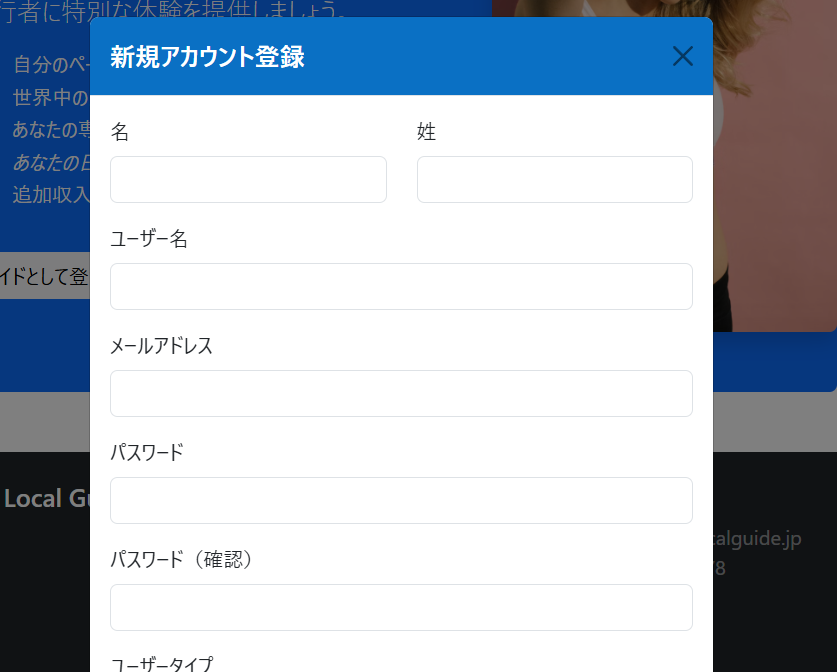 行者に特別な体験を提供しましょう。
新規アカウント登録
自分のペ
世界中の
あなたの専
あなたの日
追加収入
イドとして登
名
姓
ユーザー名
メールアドレス
パスワード
パスワード（確認）
ユーザータイプ
Local Gu
calguide.jp
78